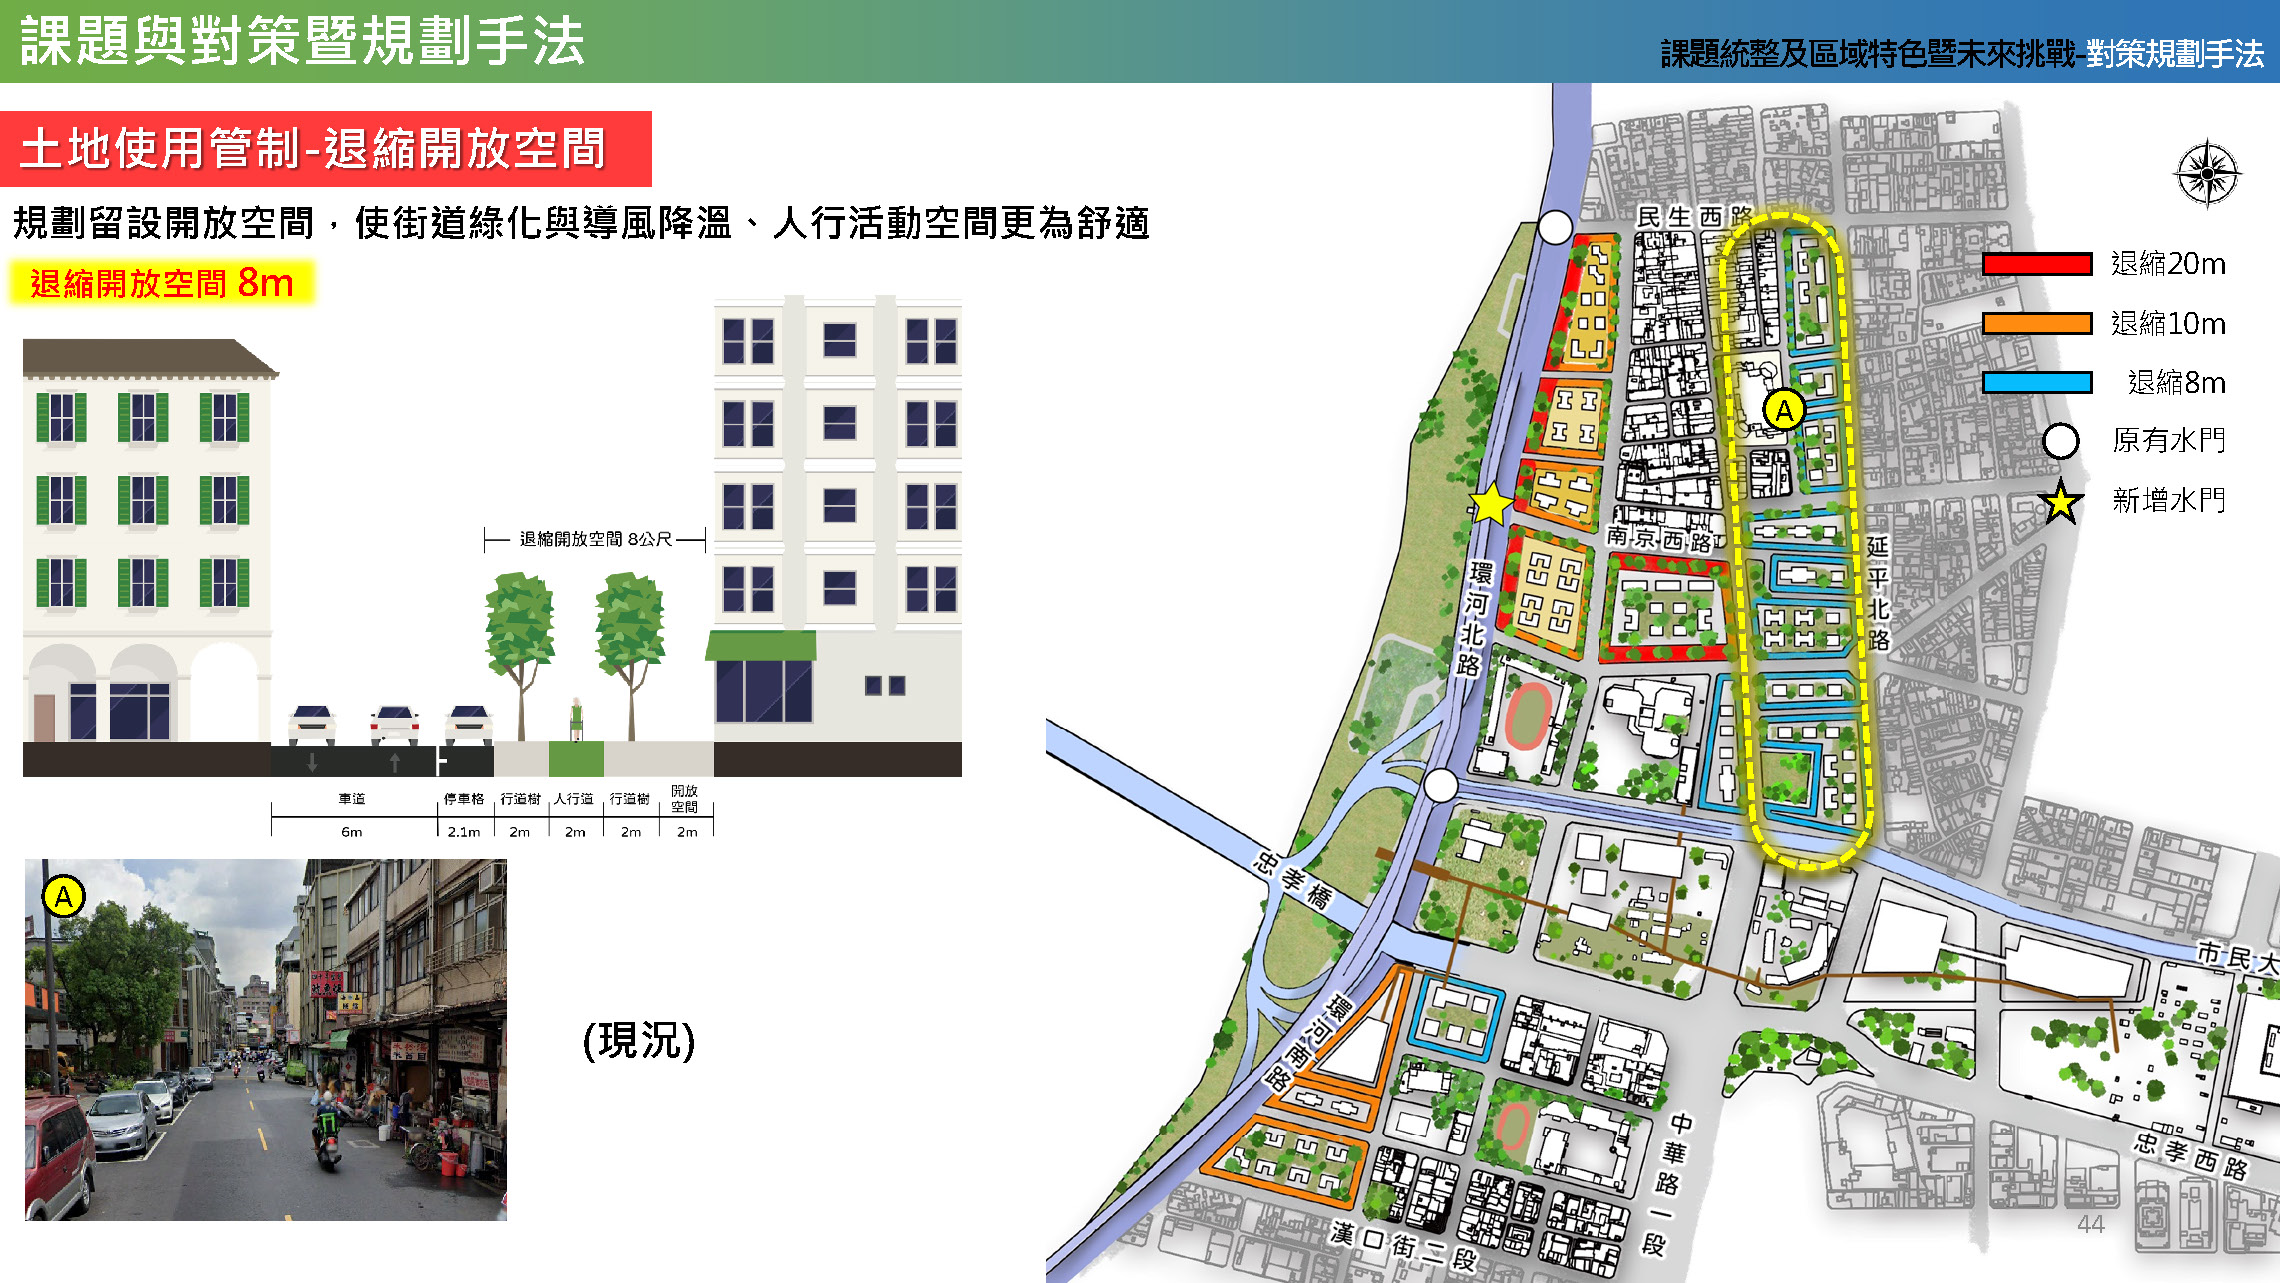 課題與對策暨規劃手法
課題統整及區域特色暨未來挑戰-對策規劃手法
土地使用管制-退縮開放空間
規劃留設開放空間，使街道綠化與導風降溫、人行活動空間更為舒適
退縮開放空間 8m
退縮開放空間 8公尺
車道
停車格
行道樹
人行道
行道樹
開放
空間
6m
2.1m
2m
2m
2m
2m
A
(現況)
民生西路
A
南京西路
延平北路
環河北路
忠孝橋
環河南路
市民大
中華路一段
忠孝西路
漢口街二段
退縮20m
退縮10m
退縮8m
原有水門
新增水門
44